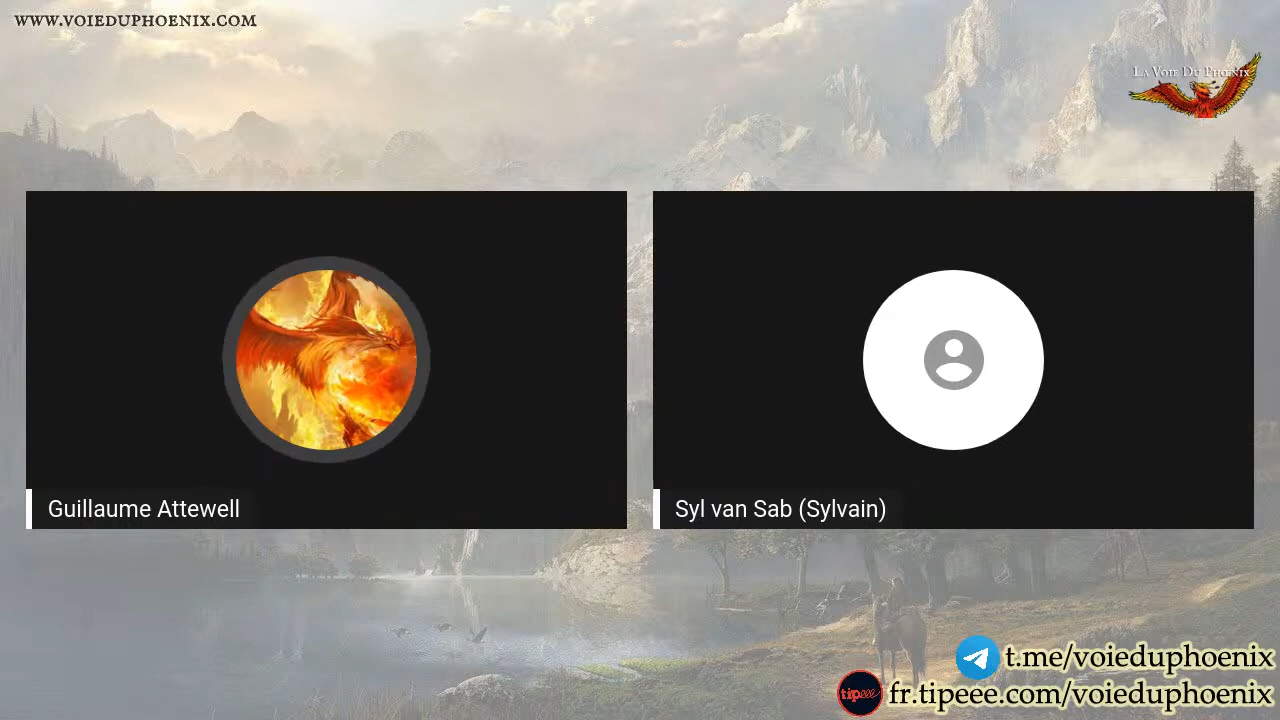 www.voieduphoenix.com
La Voie Du Phoenix
Guillaume Attewell
Syl van Sab (Sylvain)
t.me/voieduphoenix
tipeee
fr.tipeee.com/voieduphoenix